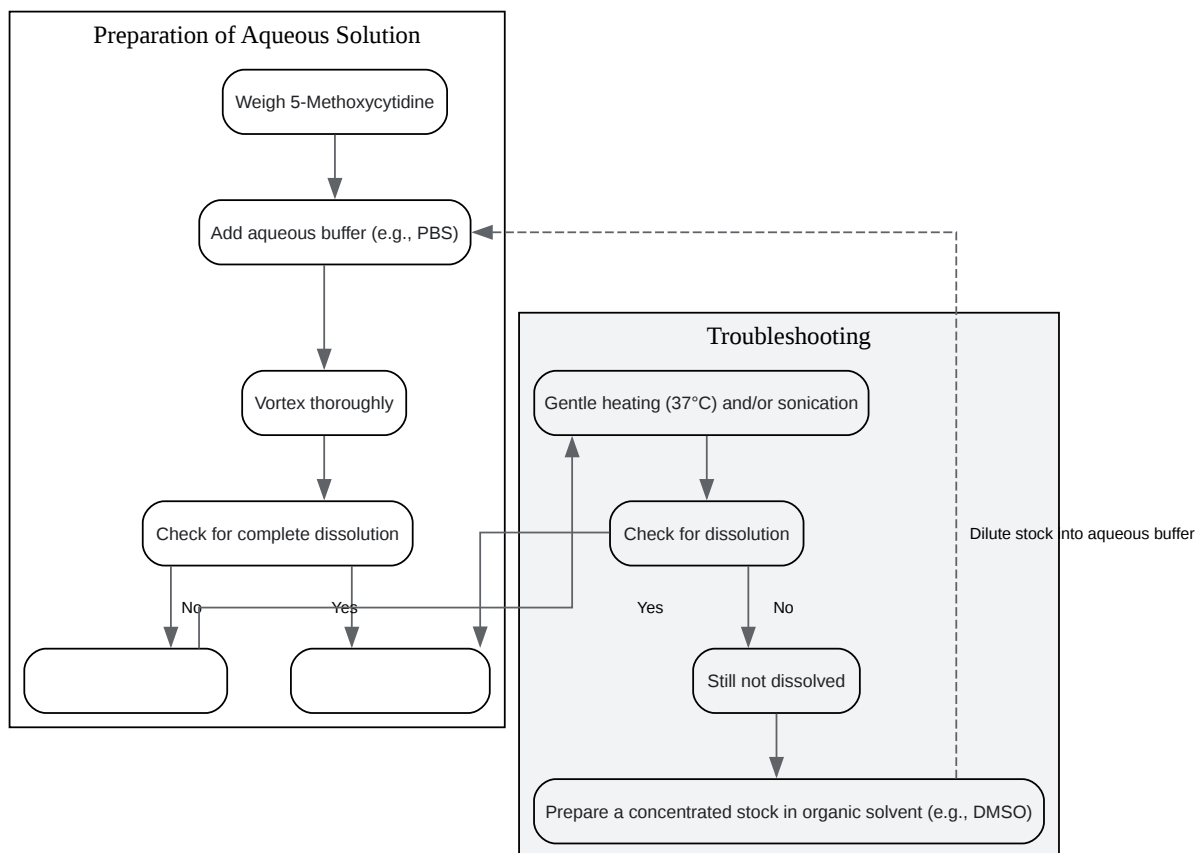 Preparation of Aqueous Solution
Weigh 5-Methoxycytidine
Add aqueous buffer (e.g., PBS)
Vortex thoroughly
Check for complete dissolution
No
Yes
Troubleshooting
Gentle heating (37°C) and/or sonication
Check for dissolution
Yes
No
Still not dissolved
Prepare a concentrated stock in organic solvent (e.g., DMSO)
Dilute stock into aqueous buffer